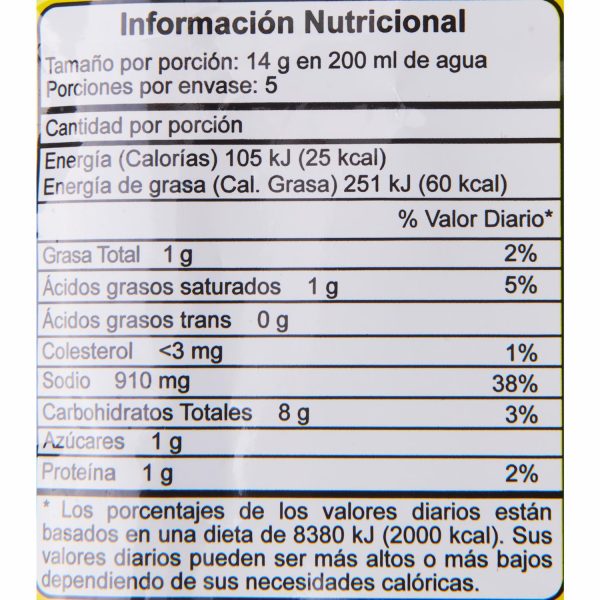 Información Nutricional
Tamaño por porción: 14 g en 200 ml de agua
Porciones por envase: 5
Cantidad por porción
Energía (Calorías) 105 kJ (25 kcal)
Energía de grasa (Cal. Grasa) 251 kJ (60 kcal)
% Valor Diario*
Grasa Total 1 g 2%
Ácidos grasos saturados 1 g 5%
Ácidos grasos trans 0 g
Colesterol <3 mg 1%
Sodio 910 mg 38%
Carbohidratos Totales 8 g 3%
Azúcares 1 g
Proteína 1 g 2%
* Los porcentajes de los valores diarios están
basados en una dieta de 8380 kJ (2000 kcal). Sus
valores diarios pueden ser más altos o más bajos
dependiendo de sus necesidades calóricas.